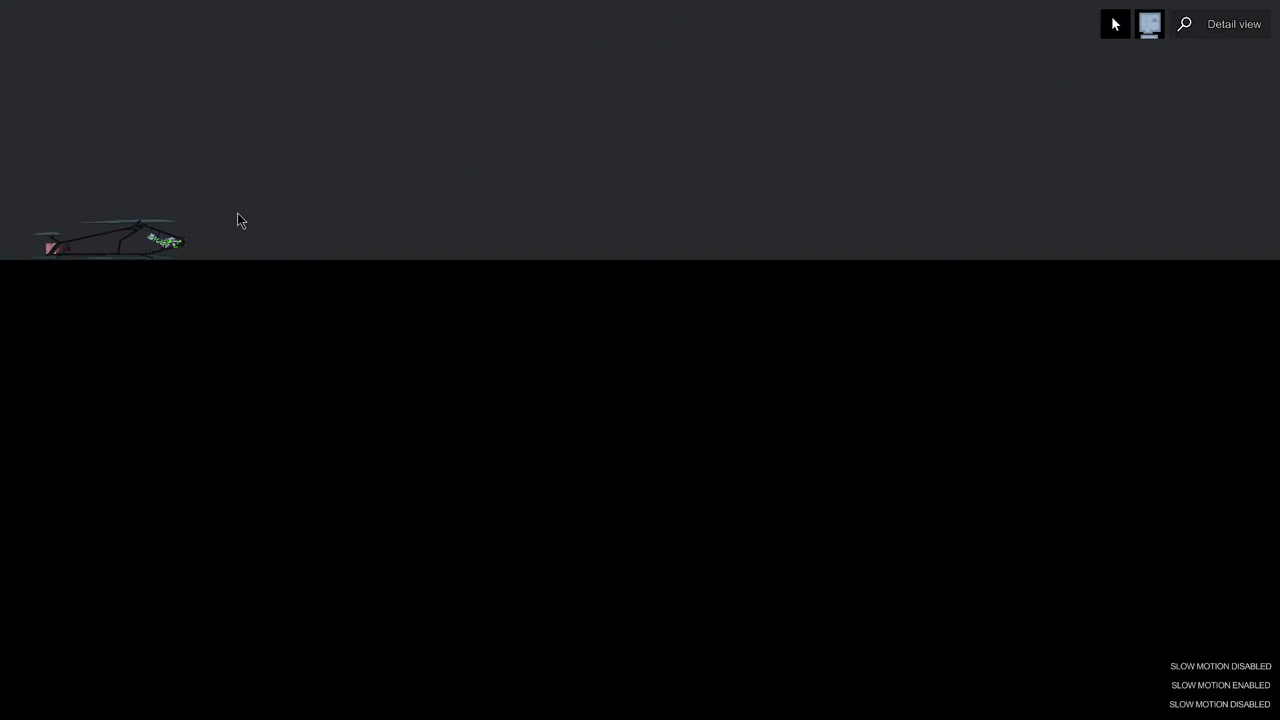 Detail view
SLOW MOTION DISABLED
SLOW MOTION ENABLED
SLOW MOTION DISABLED